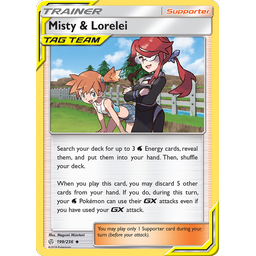 TRAINER
Supporter
Misty & Lorelei
TAG TEAM
Search your deck for up to 3 Energy cards, reveal
them, and put them into your hand. Then, shuffle
your deck.
When you play this card, you may discard 5 other
cards from your hand. If you do, during this turn,
your Pokémon can use their GX attacks even if
you have used your GX attack.
Illus. Nagomi Nijo
You may play only 1 Supporter card during your
turn (before your attack).
199/236